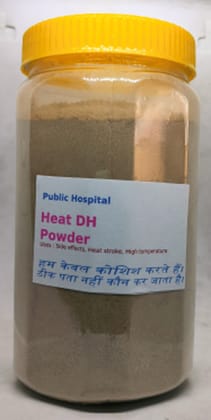 Public Hospital
Heat DH
Powder
Uses : Side effects, Heat stroke, High temperature
हम केवल कोशिश करते हैं।
ठीक पता नहीं कौन कर जाता है।